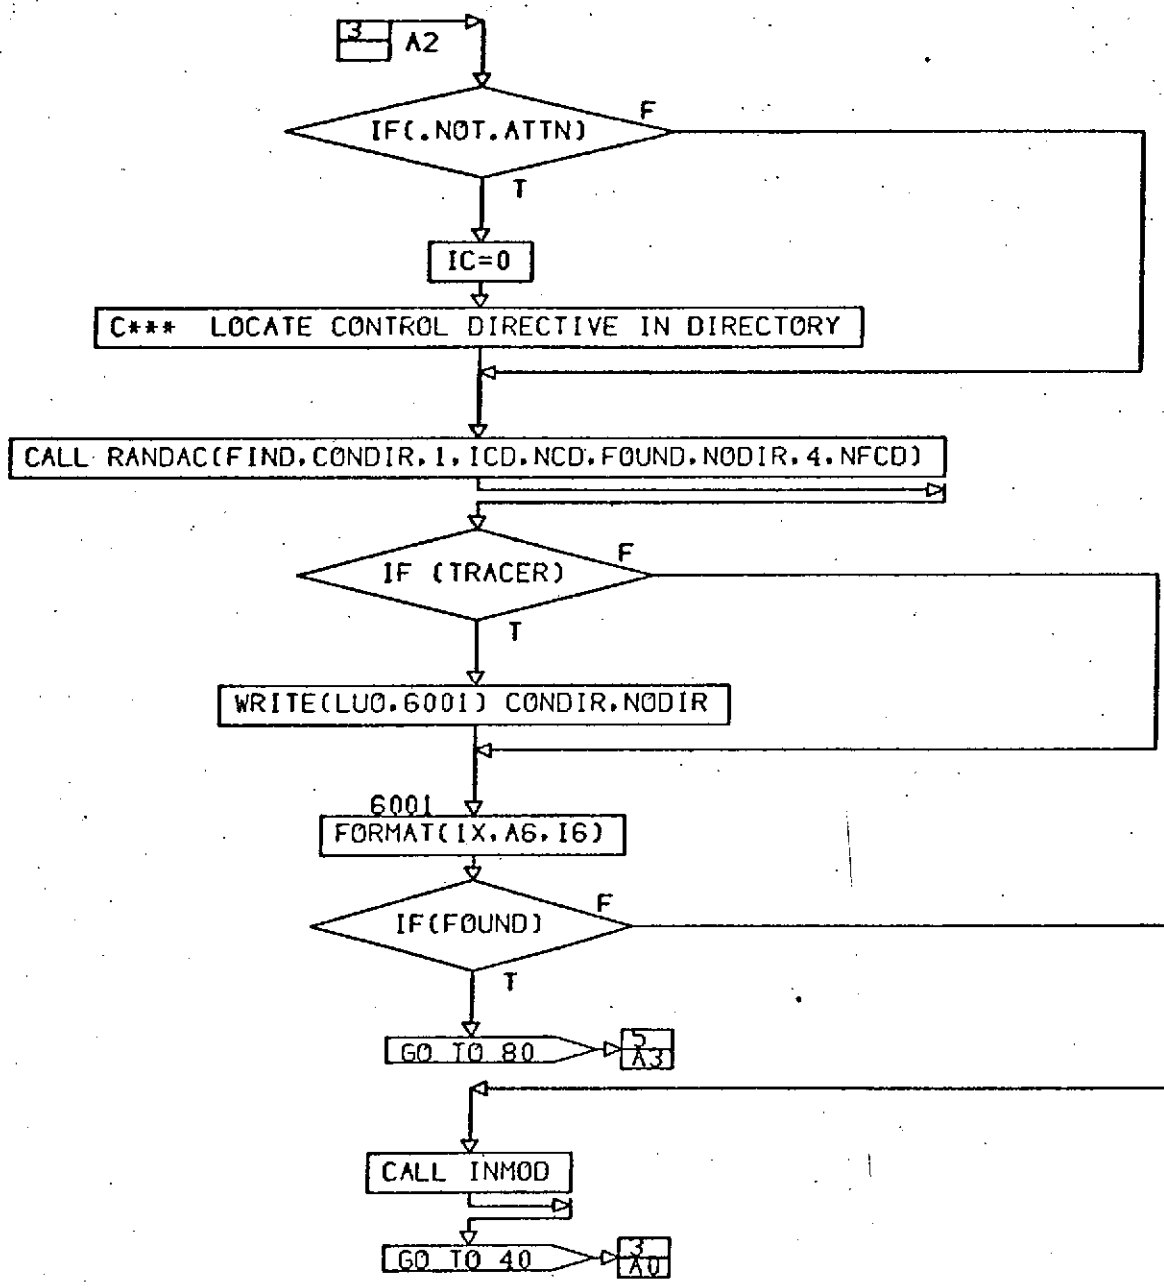 3 A2
IF(.NOT.ATTN) F
T
IC=0
C*** LOCATE CONTROL DIRECTIVE IN DIRECTORY
CALL RANDAC(FIND,CONDIR,1,ICD,NCD,FOUND,NODIR,4,NFCD)
IF (TRACER) F
T
WRITE(LUO,6001) CONDIR,NODIR
6001
FORMAT(1X,A6,I6)
IF(FOUND) F
T
GO TO 80 5
A3
CALL INMOD
GO TO 40 3
A0